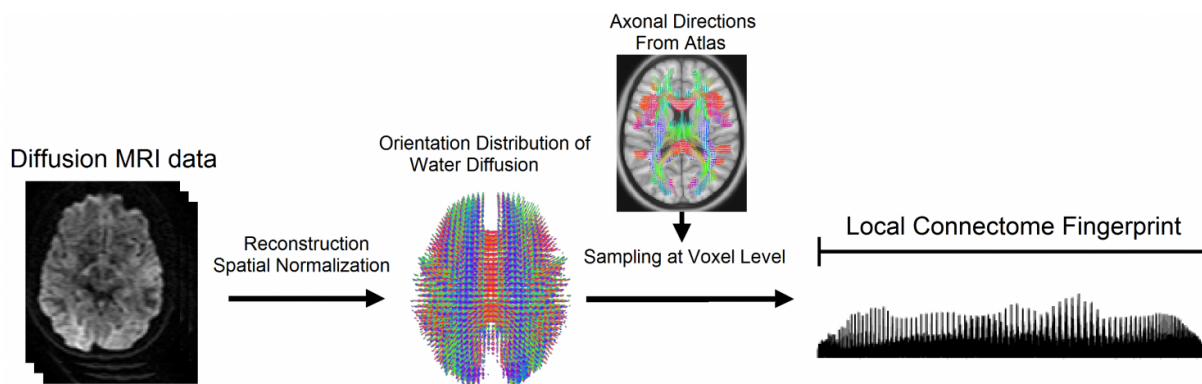 Diffusion MRI data
Reconstruction
Spatial Normalization
Orientation Distribution of
Water Diffusion
Axonal Directions
From Atlas
Sampling at Voxel Level
Local Connectome Fingerprint